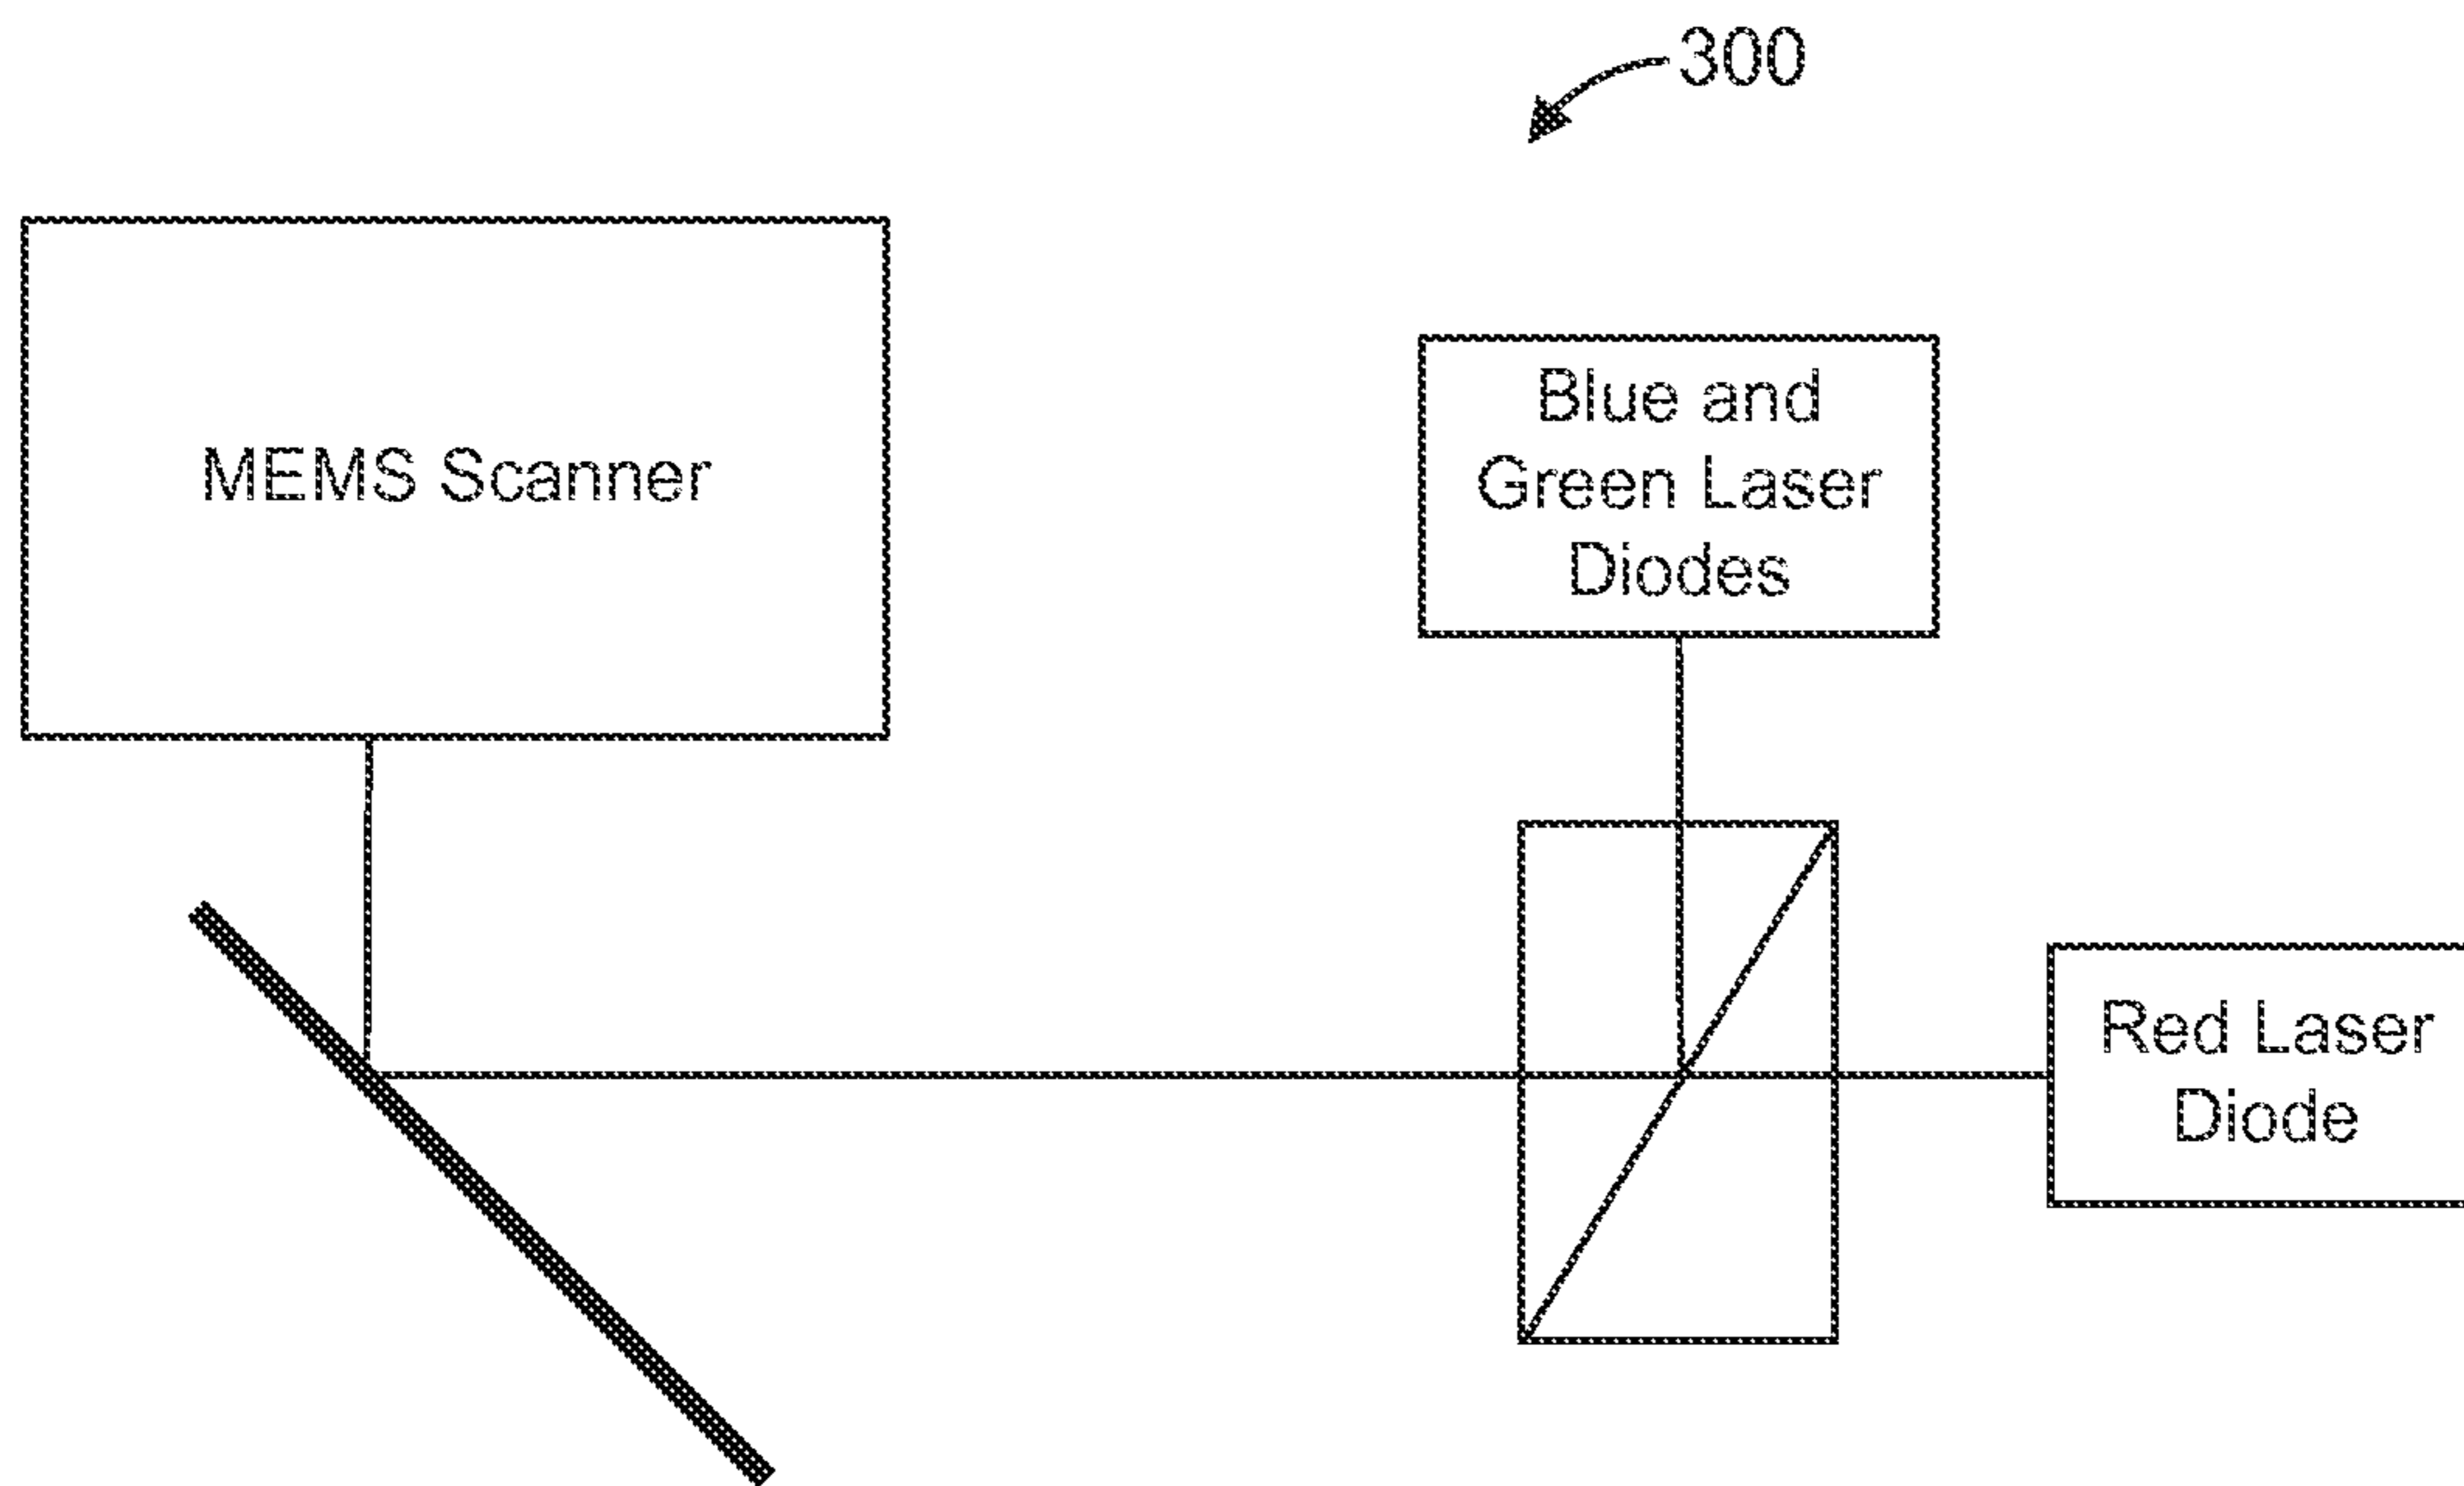 300
MEMS Scanner
Blue and
Green Laser
Diodes
Red Laser
Diode